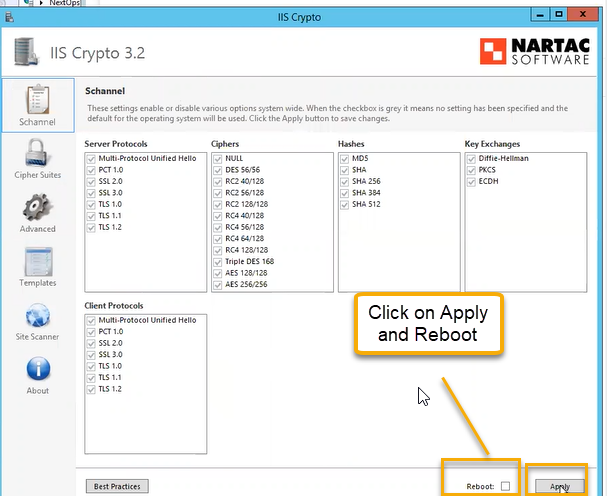 NextOps
IIS Crypto
IIS Crypto 3.2
NARTAC
SOFTWARE
Schannel
Cipher Suites
Advanced
Templates
Site Scanner
About
Schannel
These settings enable or disable various options system wide. When the checkbox is grey it means no setting has been specified and the
default for the operating system will be used. Click the Apply button to save changes.
Server Protocols
Multi-Protocol Unified Hello
PCT 1.0
SSL 2.0
SSL 3.0
TLS 1.0
TLS 1.1
TLS 1.2
Ciphers
NULL
DES 56/56
RC2 40/128
RC2 56/128
RC2 128/128
RC4 40/128
RC4 56/128
RC4 64/128
RC4 128/128
Triple DES 168
AES 128/128
AES 256/256
Hashes
MD5
SHA
SHA 256
SHA 384
SHA 512
Key Exchanges
Diffie-Hellman
PKCS
ECDH
Client Protocols
Multi-Protocol Unified Hello
PCT 1.0
SSL 2.0
SSL 3.0
TLS 1.0
TLS 1.1
TLS 1.2
Click on Apply
and Reboot
Best Practices
Reboot:
Apply